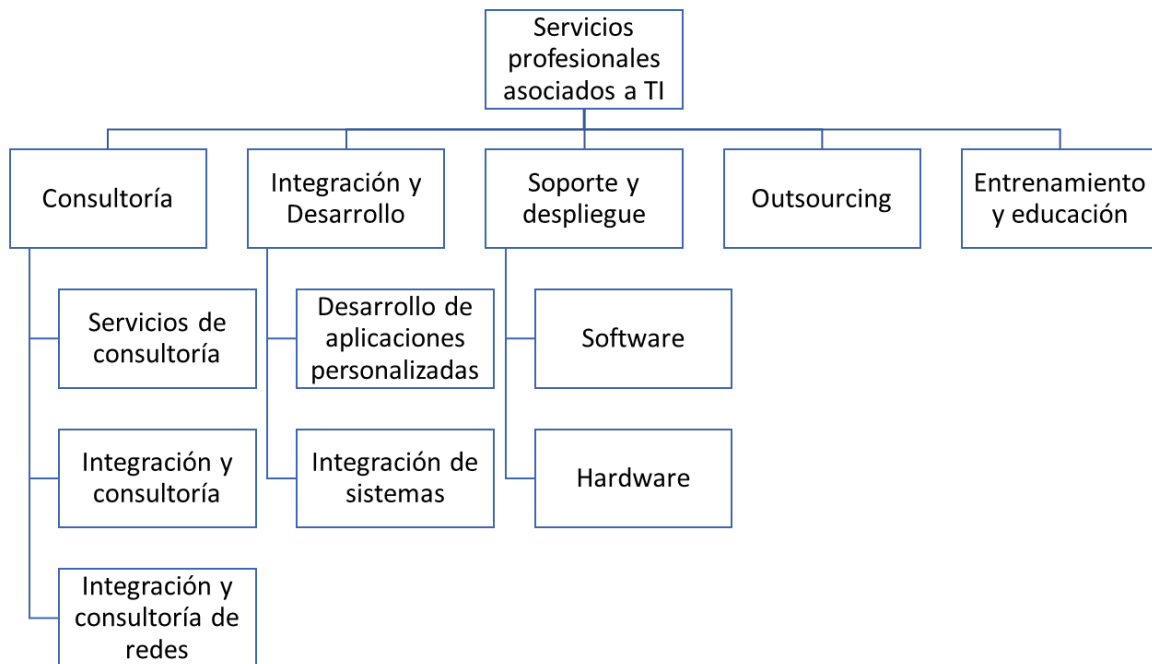 Servicios
profesionales
asociados a TI
Consultoría
Integración y
Desarrollo
Soporte y
despliegue
Outsourcing
Entrenamiento
y educación
Servicios de
consultoría
Desarrollo de
aplicaciones
personalizadas
Software
Integración y
consultoría
Integración de
sistemas
Hardware
Integración y
consultoría de
redes